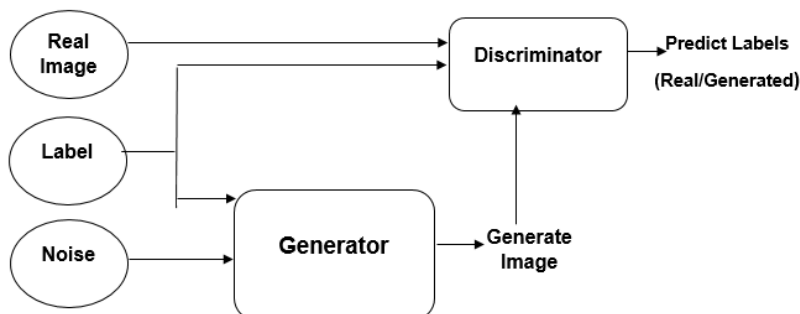 Real
Image
Discriminator
Predict Labels
(Real/Generated)
Label
Generator
Generate
Image
Noise